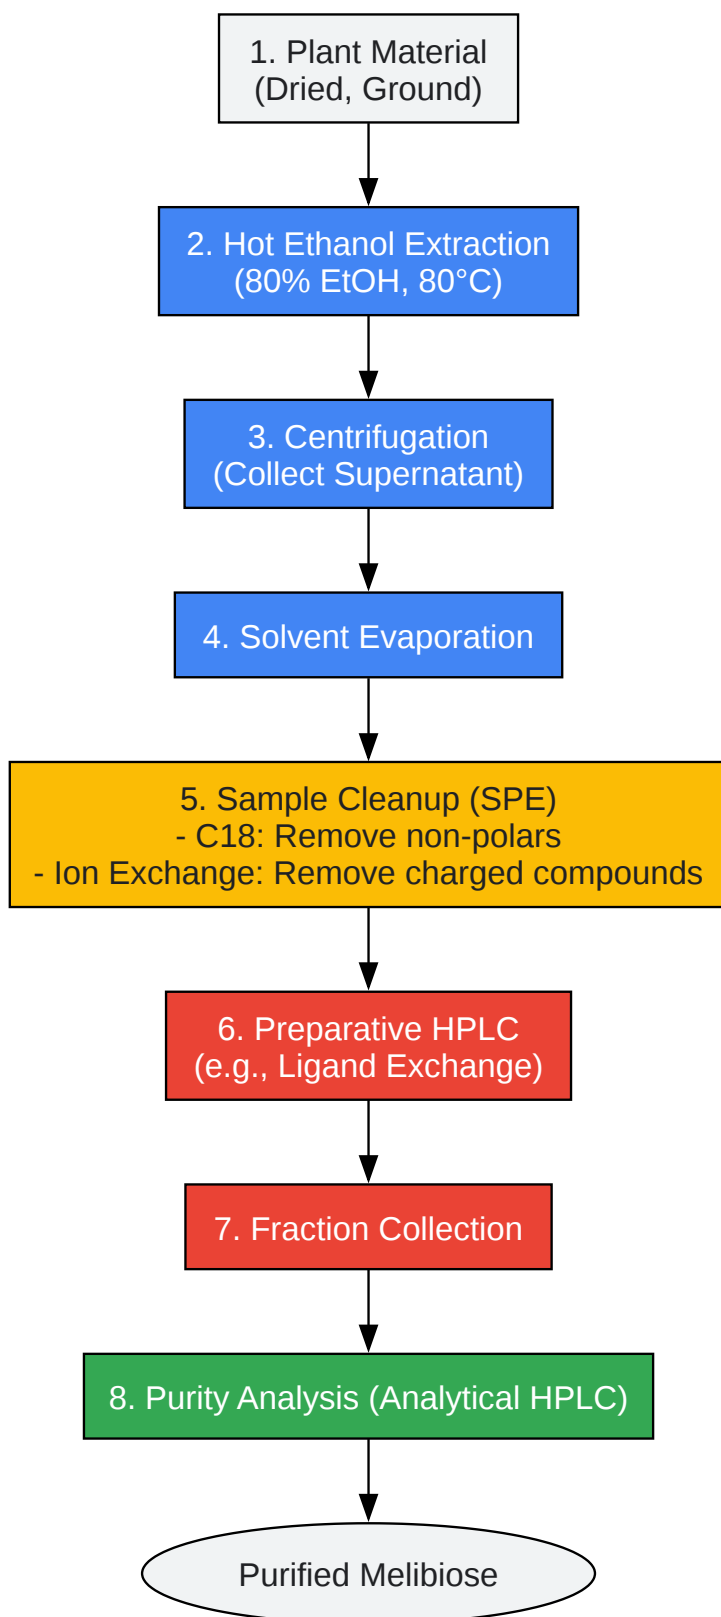 1. Plant Material
(Dried, Ground)
2. Hot Ethanol Extraction
(80% EtOH, 80°C)
3. Centrifugation
(Collect Supernatant)
4. Solvent Evaporation
5. Sample Cleanup (SPE)
- C18: Remove non-polars
- Ion Exchange: Remove charged compounds
6. Preparative HPLC
(e.g., Ligand Exchange)
7. Fraction Collection
8. Purity Analysis (Analytical HPLC)
Purified Melibiose